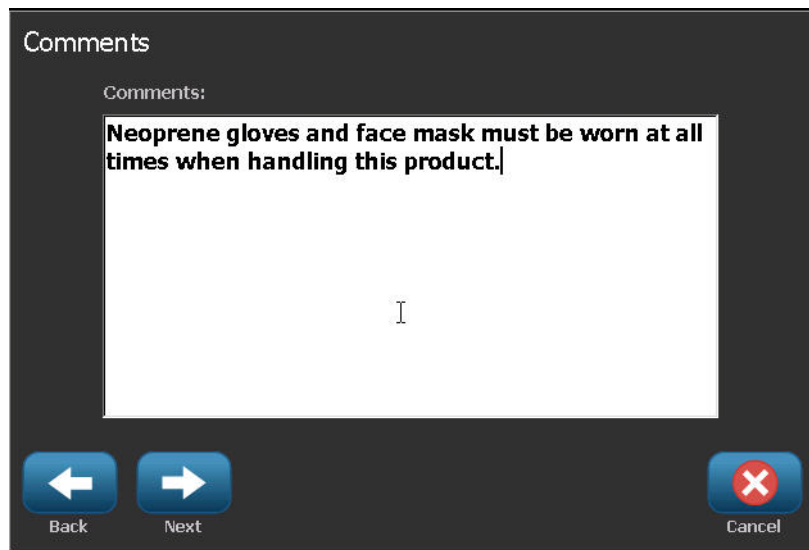 Comments
Comments:
Neoprene gloves and face mask must be worn at all
times when handling this product.
Back
Next
Cancel